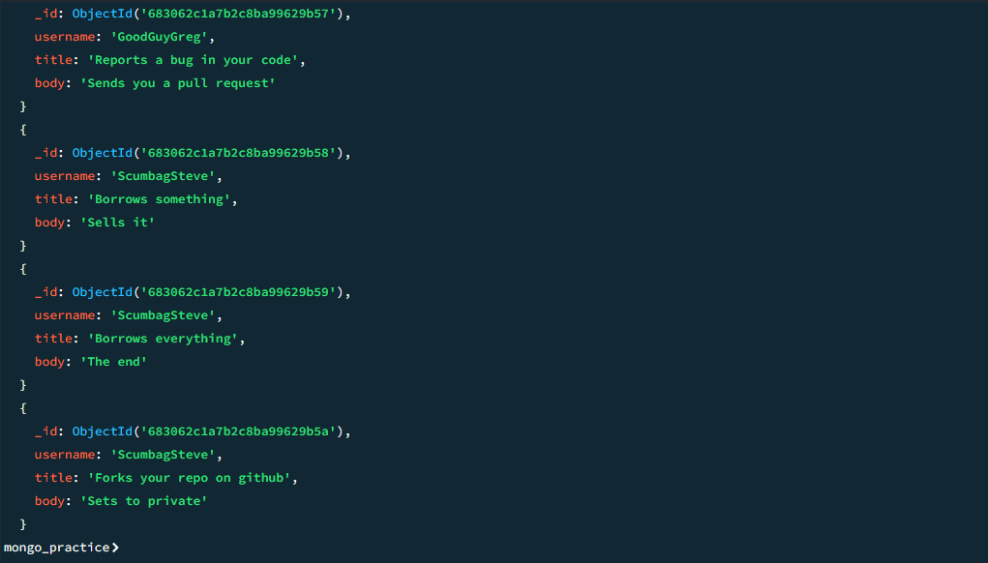 _id: ObjectId('683062c1a7b2c8ba99629b57'),
username: 'GoodGuyGreg',
title: 'Reports a bug in your code',
body: 'Sends you a pull request'
}
{
_id: ObjectId('683062c1a7b2c8ba99629b58'),
username: 'ScumbagSteve',
title: 'Borrows something',
body: 'Sells it'
}
{
_id: ObjectId('683062c1a7b2c8ba99629b59'),
username: 'ScumbagSteve',
title: 'Borrows everything',
body: 'The end'
}
{
_id: ObjectId('683062c1a7b2c8ba99629b5a'),
username: 'ScumbagSteve',
title: 'Forks your repo on github',
body: 'Sets to private'
}
mongo_practice>